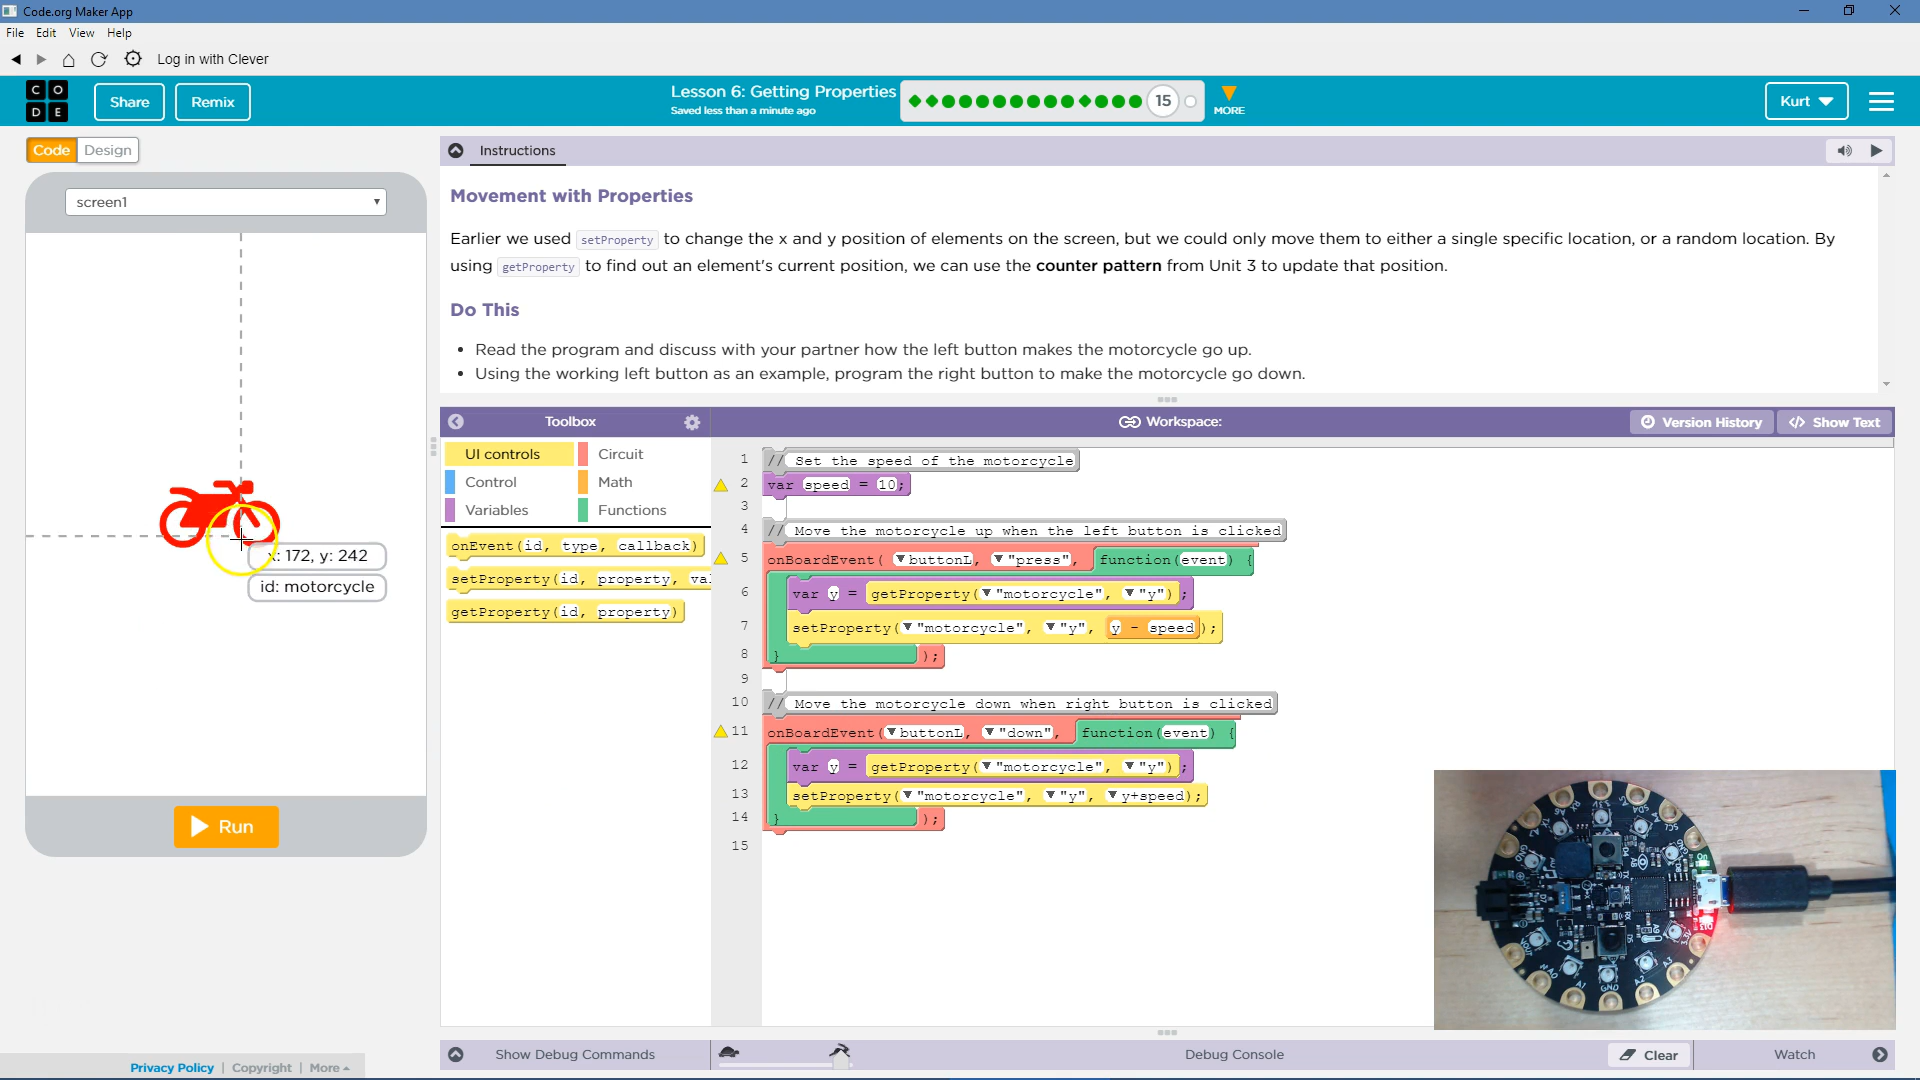 Code.org Maker App
File Edit View Help
Log in with Clever
CODE
Share
Remix
Lesson 6: Getting Properties
Saved less than a minute ago
15
MORE
Kurt
Code
Design
Instructions
screen1
Movement with Properties
Earlier we used setProperty to change the x and y position of elements on the screen, but we could only move them to either a single specific location, or a random location. By
using getProperty to find out an element's current position, we can use the counter pattern from Unit 3 to update that position.
Do This
• Read the program and discuss with your partner how the left button makes the motorcycle go up.
• Using the working left button as an example, program the right button to make the motorcycle go down.
Toolbox
Workspace:
Version History
</> Show Text
UI controls
Circuit
Control
Math
Variables
Functions
onEvent(id, type, callback)
setProperty(id, property, val
getProperty(id, property)
1 // Set the speed of the motorcycle
2 var speed = 10;
3
4 // Move the motorcycle up when the left button is clicked
5 onBoardEvent( buttonL, "press", function(event) {
6 var y = getProperty("motorcycle", "y");
7 setProperty("motorcycle", "y", y - speed);
8 } );
9
10 // Move the motorcycle down when right button is clicked
11 onBoardEvent(buttonL, "down", function(event) {
12 var y = getProperty("motorcycle", "y");
13 setProperty("motorcycle", "y", y+speed);
14 } );
15
x: 172, y: 242
id: motorcycle
Run
Show Debug Commands
Debug Console
Clear
Watch
Privacy Policy | Copyright | More